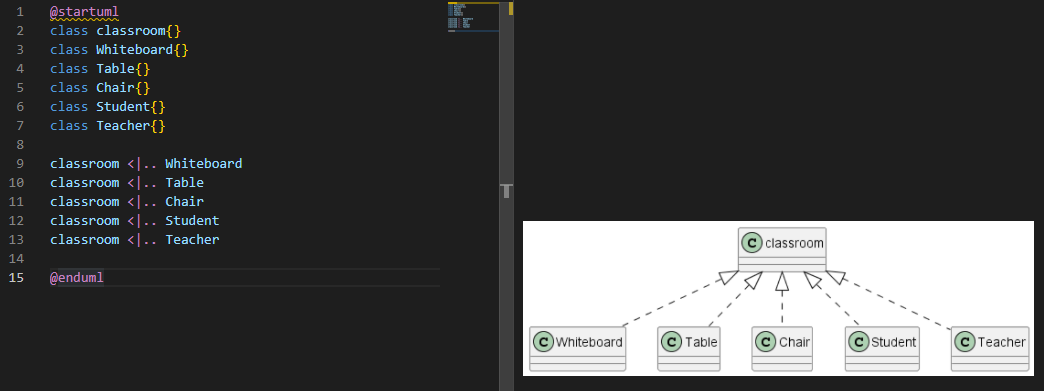 1 @startuml
2 class classroom{}
3 class Whiteboard{}
4 class Table{}
5 class Chair{}
6 class Student{}
7 class Teacher{}
8
9 classroom <|.. Whiteboard
10 classroom <|.. Table
11 classroom <|.. Chair
12 classroom <|.. Student
13 classroom <|.. Teacher
14
15 @enduml
C classroom
C Whiteboard C Table C Chair C Student C Teacher